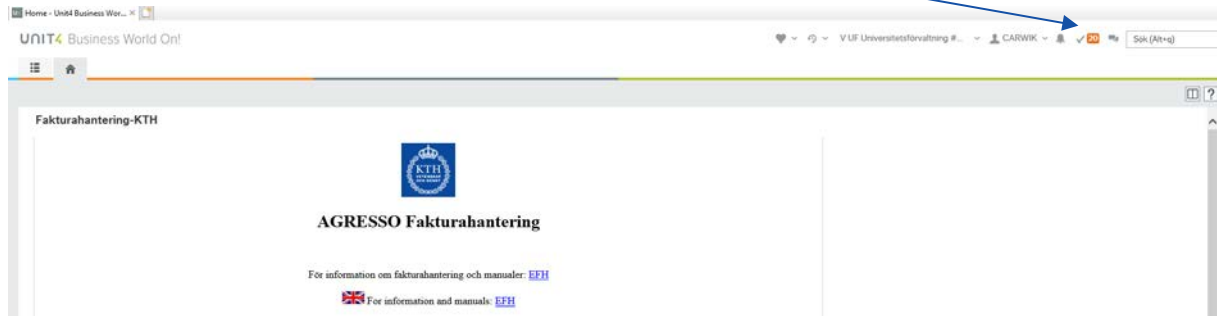 Home - Unit4 Business Wor...
UNIT4 Business World On!
V UF Universitetsförvaltning #... CARWIK 20 Sök (Alt+q)
?
Fakturahantering-KTH
KTH
AGRESSO Fakturahantering
För information om fakturahantering och manualer: EFH
For information and manuals: EFH